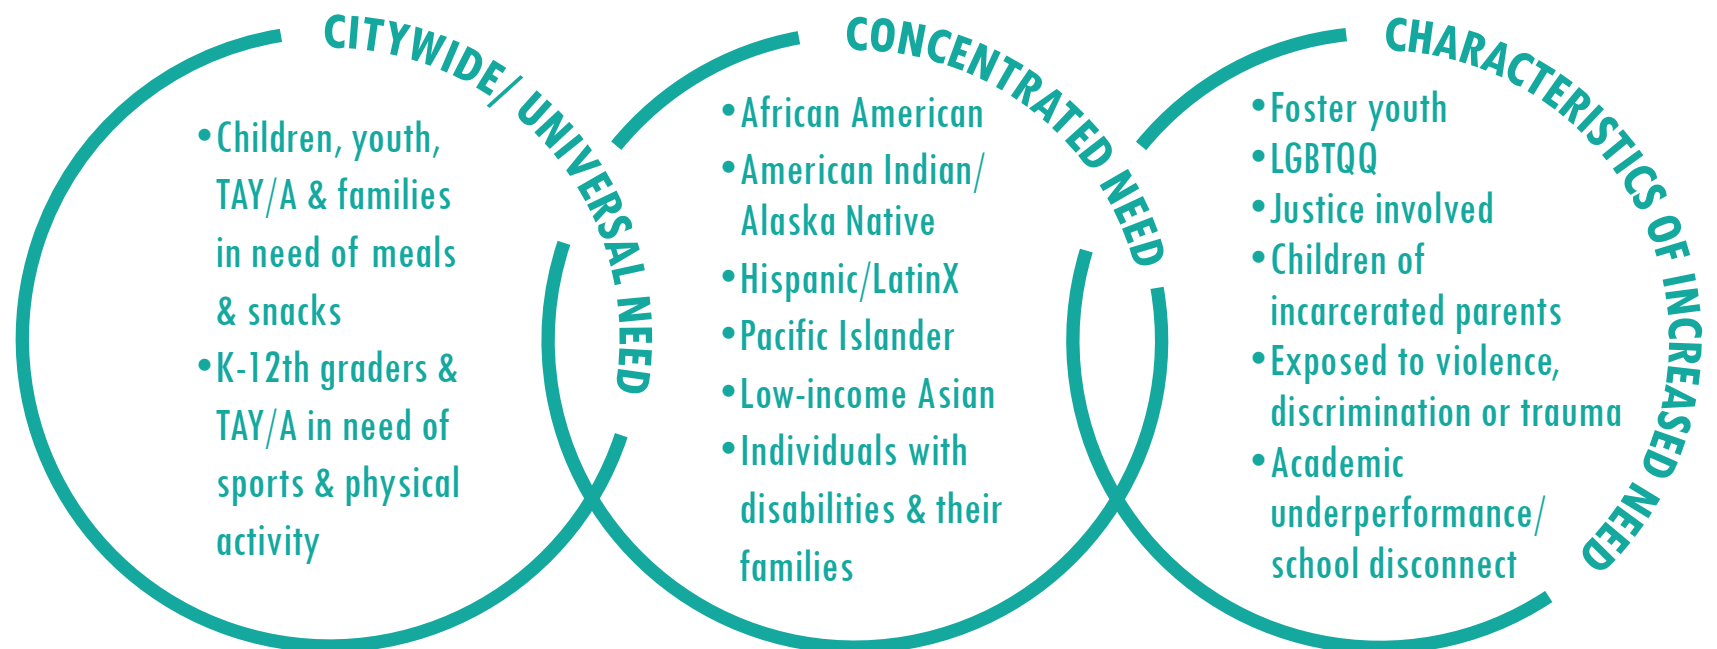 CITYWIDE/ UNIVERSAL NEED
•Children, youth,
TAY/A & families
in need of meals
& snacks
•K-12th graders &
TAY/A in need of
sports & physical
activity
CONCENTRATED NEED
•African American
•American Indian/
Alaska Native
•Hispanic/LatinX
•Pacific Islander
•Low-income Asian
•Individuals with
disabilities & their
families
CHARACTERISTICS OF INCREASED NEED
•Foster youth
•LGBTQQ
•Justice involved
•Children of
incarcerated parents
•Exposed to violence,
discrimination or trauma
•Academic
underperformance/
school disconnect